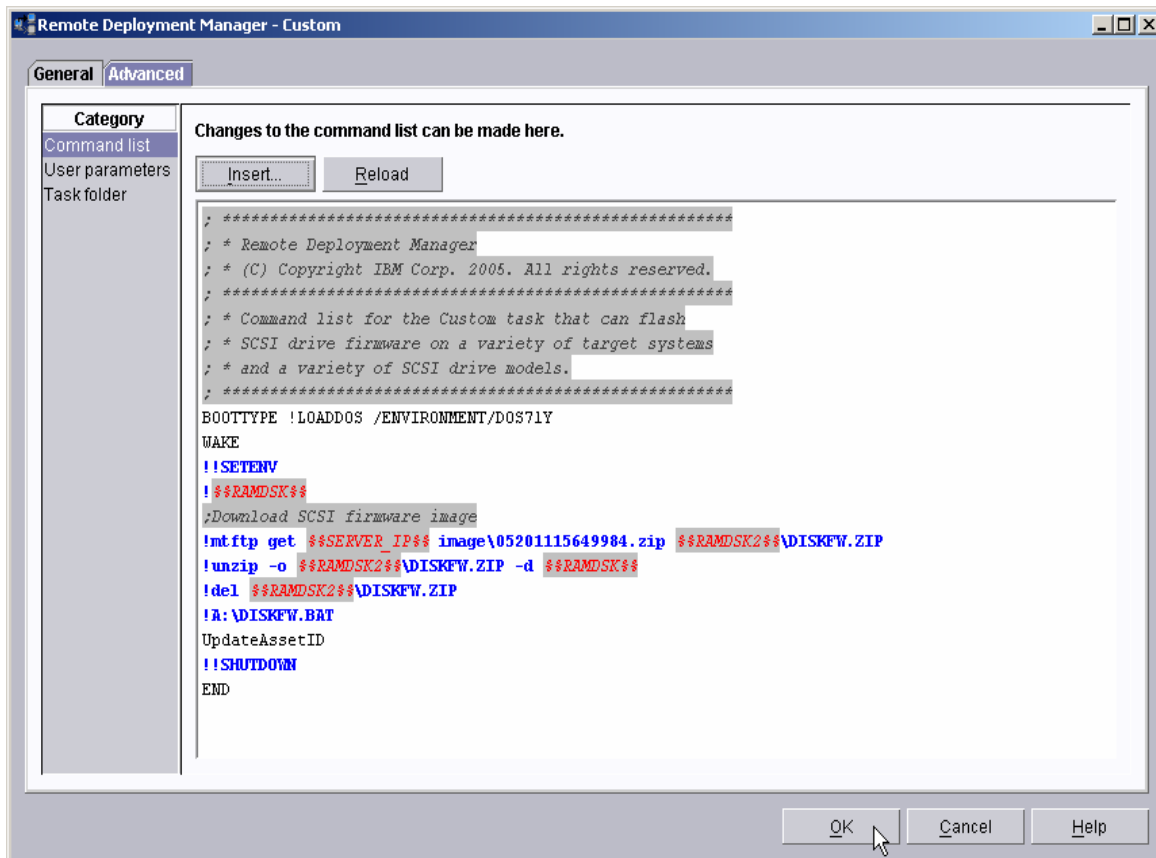 Remote Deployment Manager - Custom
General Advanced
Category
Command list
User parameters
Task folder
Changes to the command list can be made here.
Insert... Reload
; *****************************************************
; * Remote Deployment Manager
; * (C) Copyright IBM Corp. 2005. All rights reserved.
; *****************************************************
; * Command list for the Custom task that can flash
; * SCSI drive firmware on a variety of target systems
; * and a variety of SCSI drive models.
; *****************************************************
BOOTTYPE !LOADDOS /ENVIRONMENT/DOS71Y
WAKE
!!SETENV
!$$RAMDSK$$
;Download SCSI firmware image
!mtftp get $$SERVER_IP$$ image\05201115649984.zip $$RAMDSK2$$\DISKFW.ZIP
!unzip -o $$RAMDSK2$$\DISKFW.ZIP -d $$RAMDSK$$
!del $$RAMDSK2$$\DISKFW.ZIP
!A:\DISKFW.BAT
UpdateAssetID
!!SHUTDOWN
END
OK Cancel Help